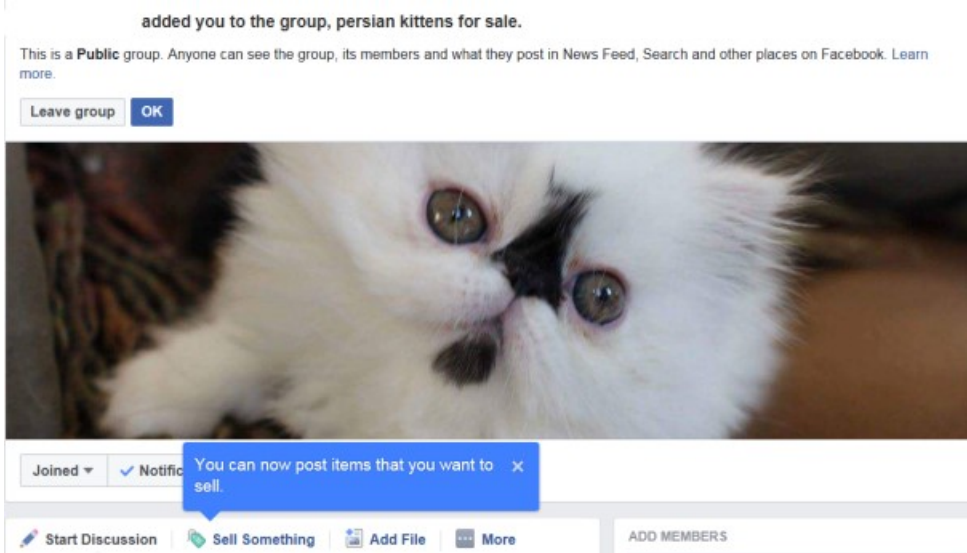 added you to the group, persian kittens for sale.
This is a Public group. Anyone can see the group, its members and what they post in News Feed, Search and other places on Facebook. Learn
more.
Leave group OK
Joined Notific
You can now post items that you want to
sell.
Start Discussion Sell Something Add File More
ADD MEMBERS